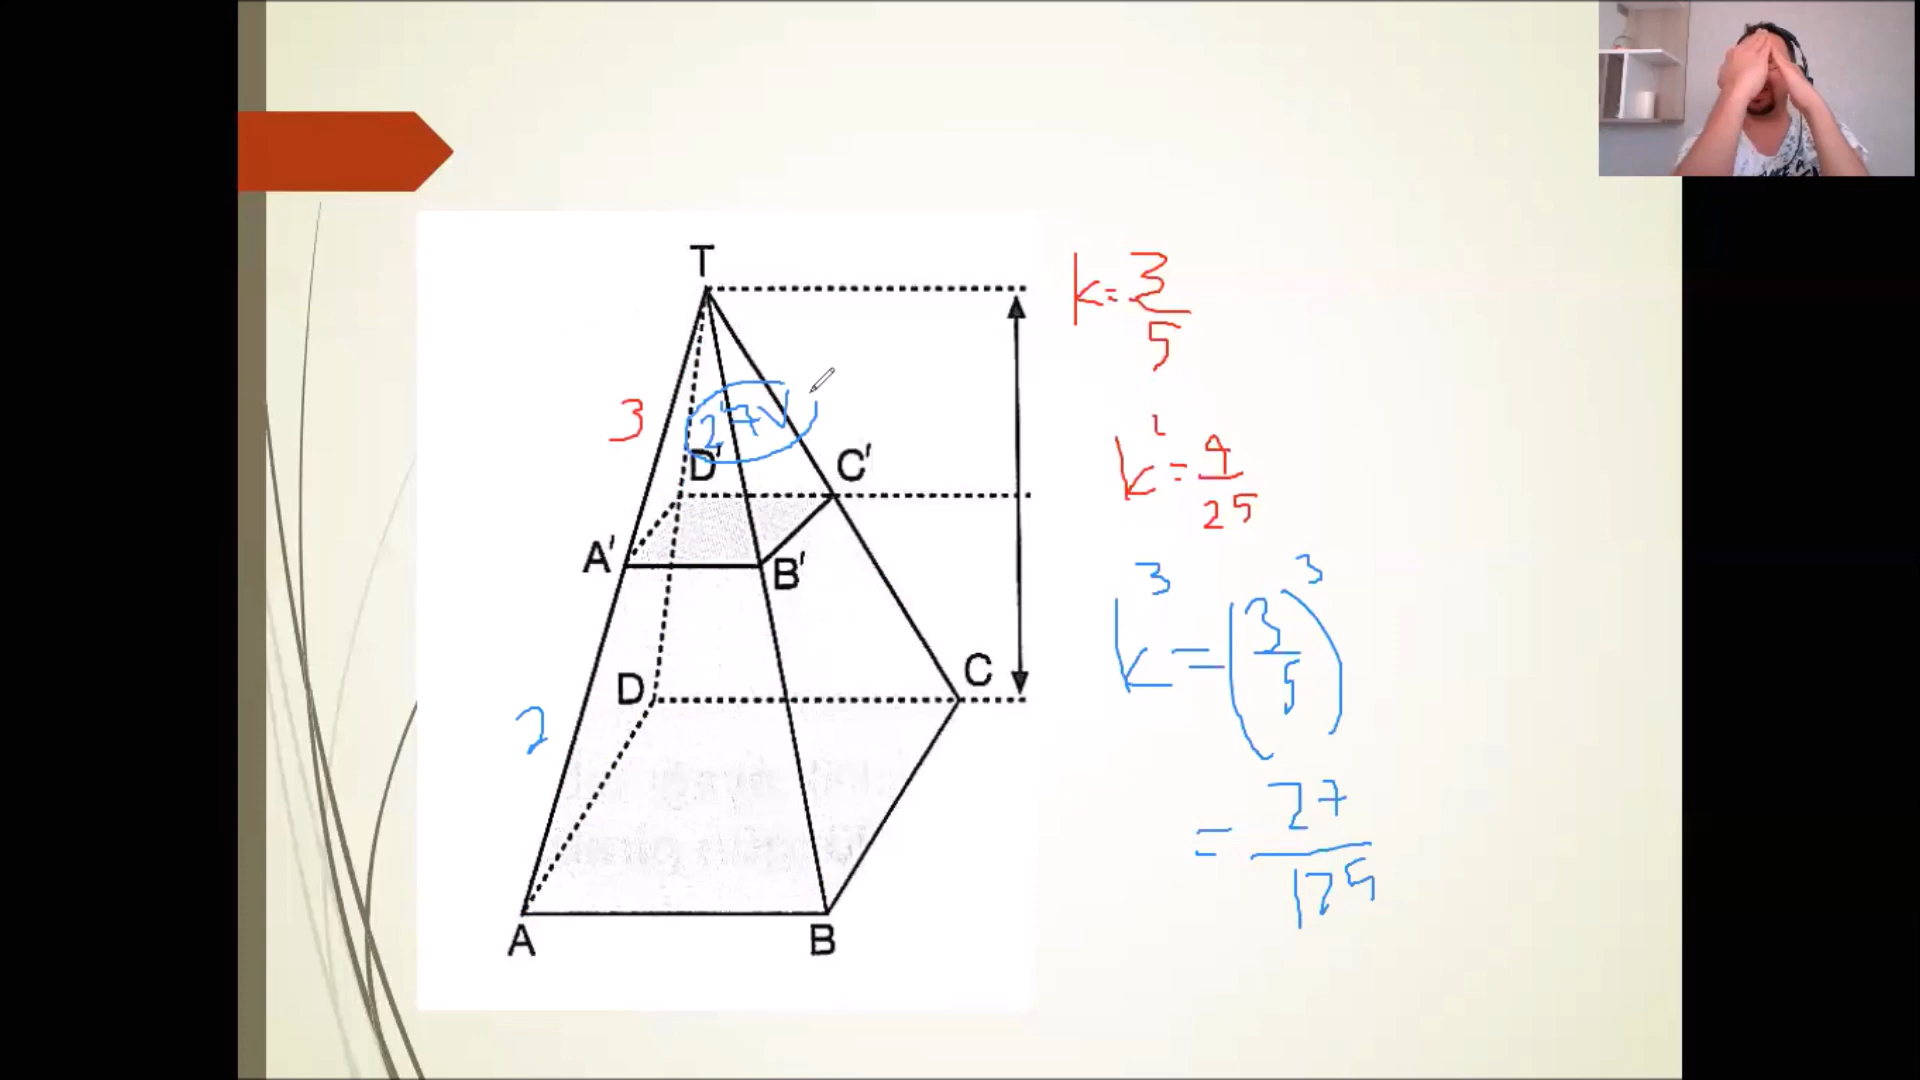 T
k=3/5
3
27V
D'
C'
k²=9/25
A'
B'
k³=(3/5)³
D
C
2
=27/125
A
B